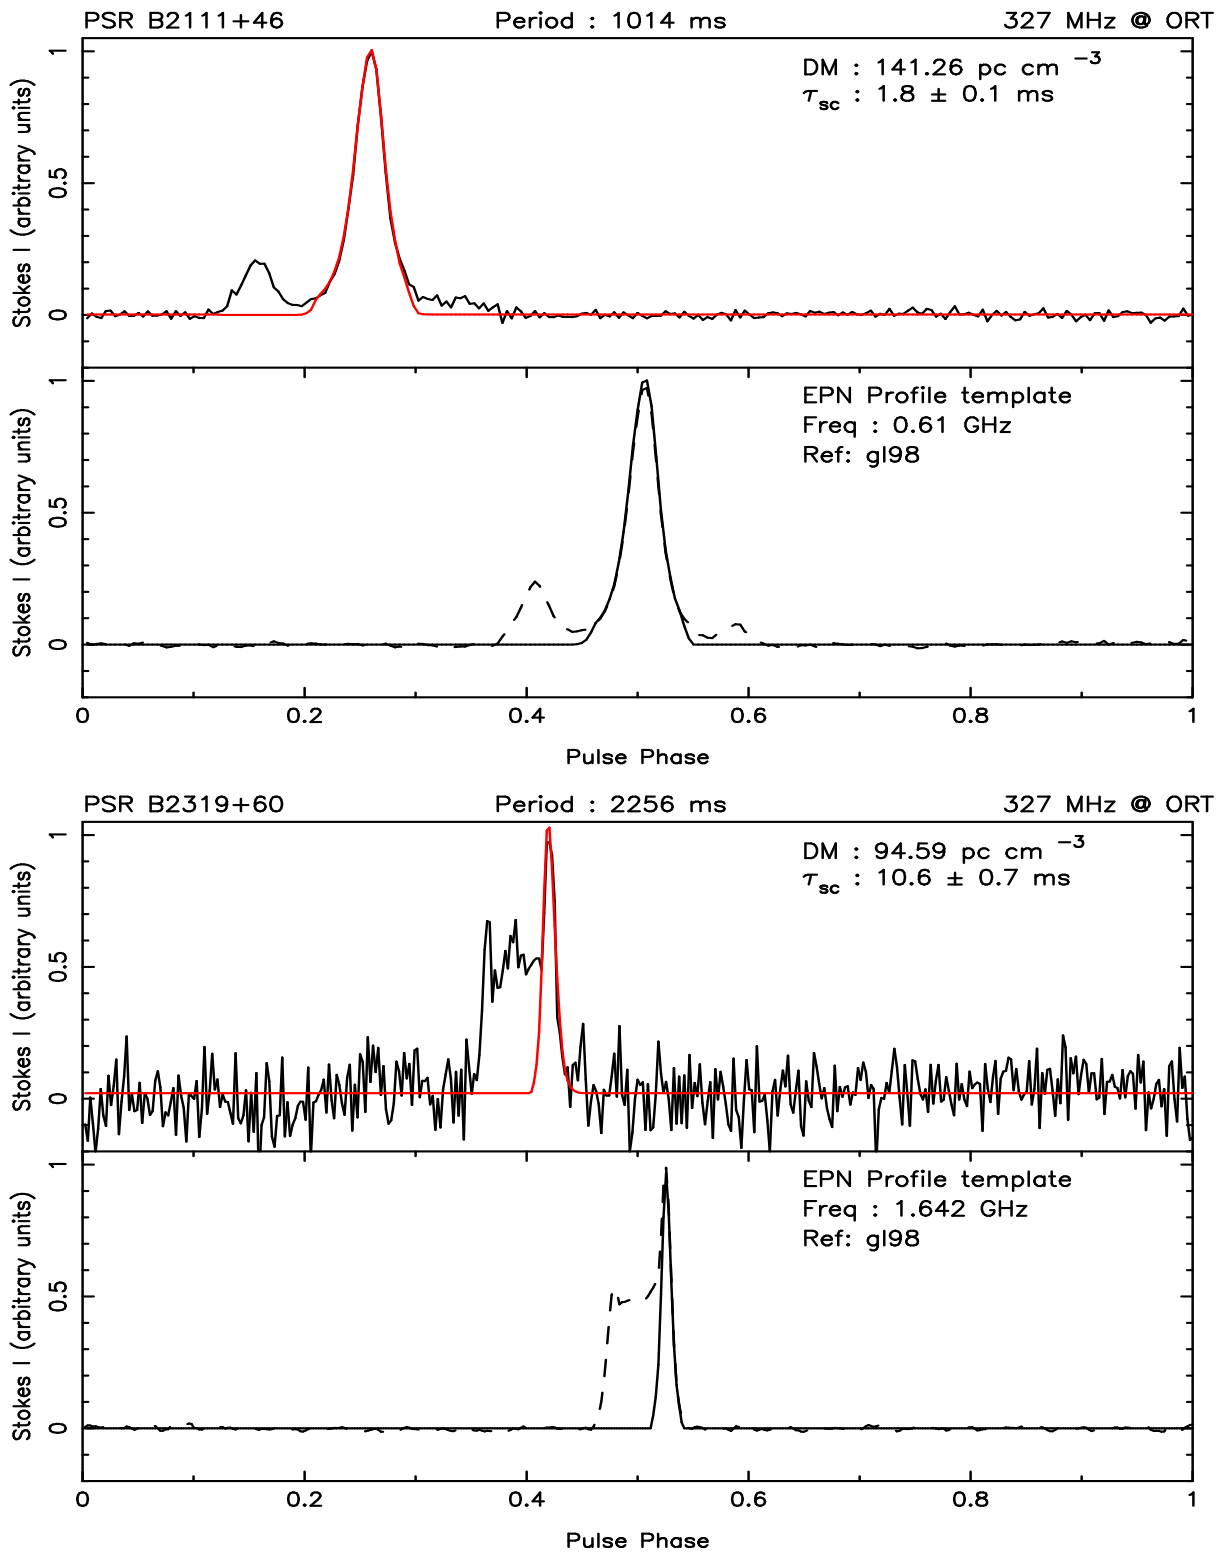 PSR B2111+46 Period : 1014 ms 327 MHz @ ORT
DM : 141.26 pc cm −3
τsc : 1.8 ± 0.1 ms
Stokes I (arbitrary units)
1
0.5
0
EPN Profile template
Freq : 0.61 GHz
Ref: gl98
Stokes I (arbitrary units)
1
0.5
0
0 0.2 0.4 0.6 0.8 1
Pulse Phase
PSR B2319+60 Period : 2256 ms 327 MHz @ ORT
DM : 94.59 pc cm −3
τsc : 10.6 ± 0.7 ms
Stokes I (arbitrary units)
1
0.5
0
EPN Profile template
Freq : 1.642 GHz
Ref: gl98
Stokes I (arbitrary units)
1
0.5
0
0 0.2 0.4 0.6 0.8 1
Pulse Phase